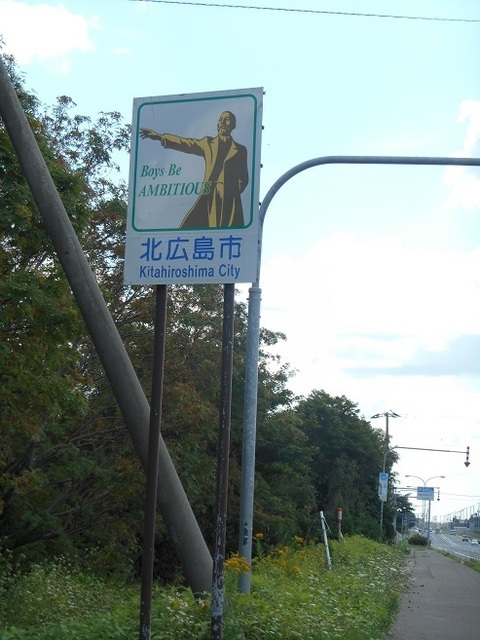 Boys Be
AMBITIOUS
北広島市
Kitahiroshima City